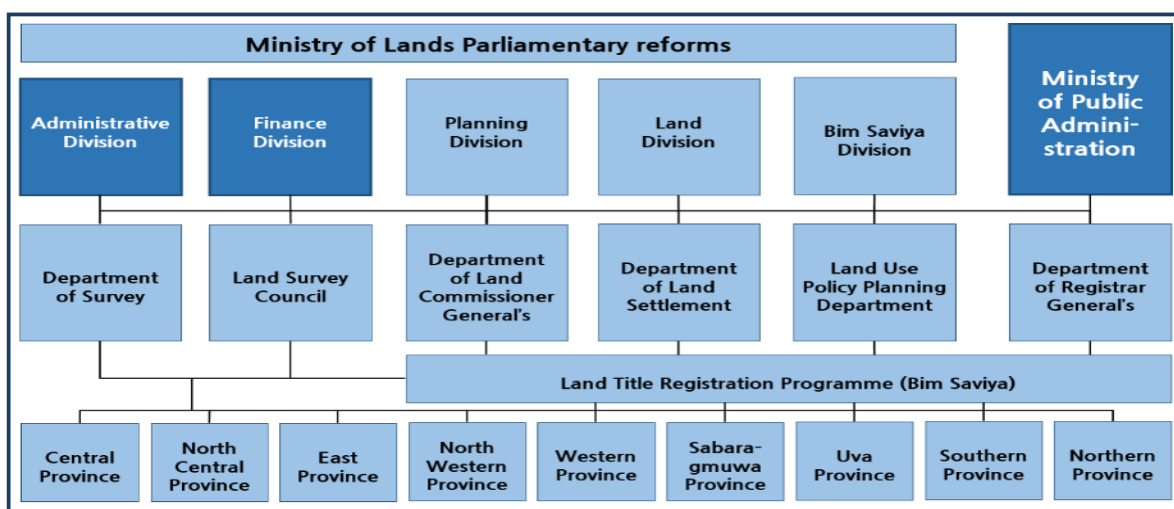 Ministry of Lands Parliamentary reforms
Ministry
of Public
Admini-
stration
Administrative
Division
Finance
Division
Planning
Division
Land
Division
Bim Saviya
Division
Department
of Survey
Land Survey
Council
Department
of Land
Commissioner
General's
Department
of Land
Settlement
Land Use
Policy Planning
Department
Department
of Registrar
General's
Land Title Registration Programme (Bim Saviya)
Central
Province
North
Central
Province
East
Province
North
Western
Province
Western
Province
Sabara-
gmuwa
Province
Uva
Province
Southern
Province
Northern
Province